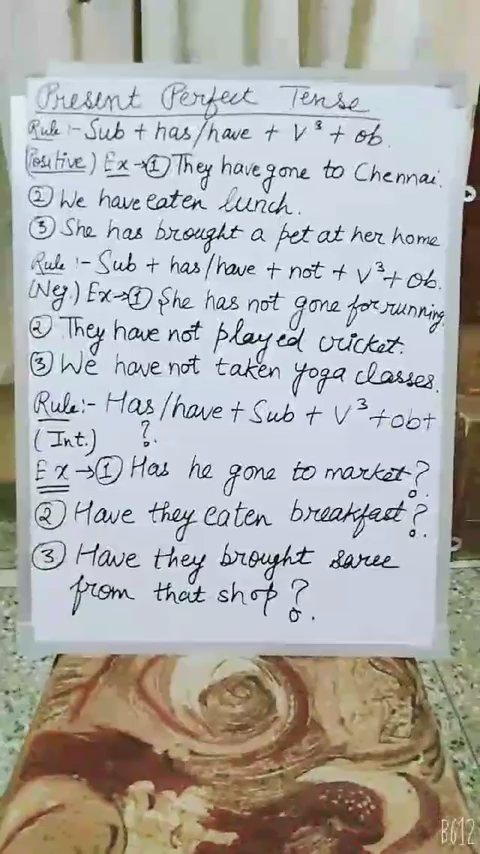 Present Perfect Tense
Rule:- Sub + has/have + V³ + ob.
(Positive) Ex→① They have gone to Chennai.
② We have eaten lunch.
③ She has brought a pet at her home
Rule:- Sub + has/have + not + V³ + Ob.
(Neg.) Ex→① She has not gone for running.
② They have not played cricket.
③ We have not taken yoga classes.
Rule:- Has/have + Sub + V³ + ob+
(Int.) ?
Ex→① Has he gone to market?
② Have they eaten breakfast?
③ Have they brought saree
from that shop?
B612